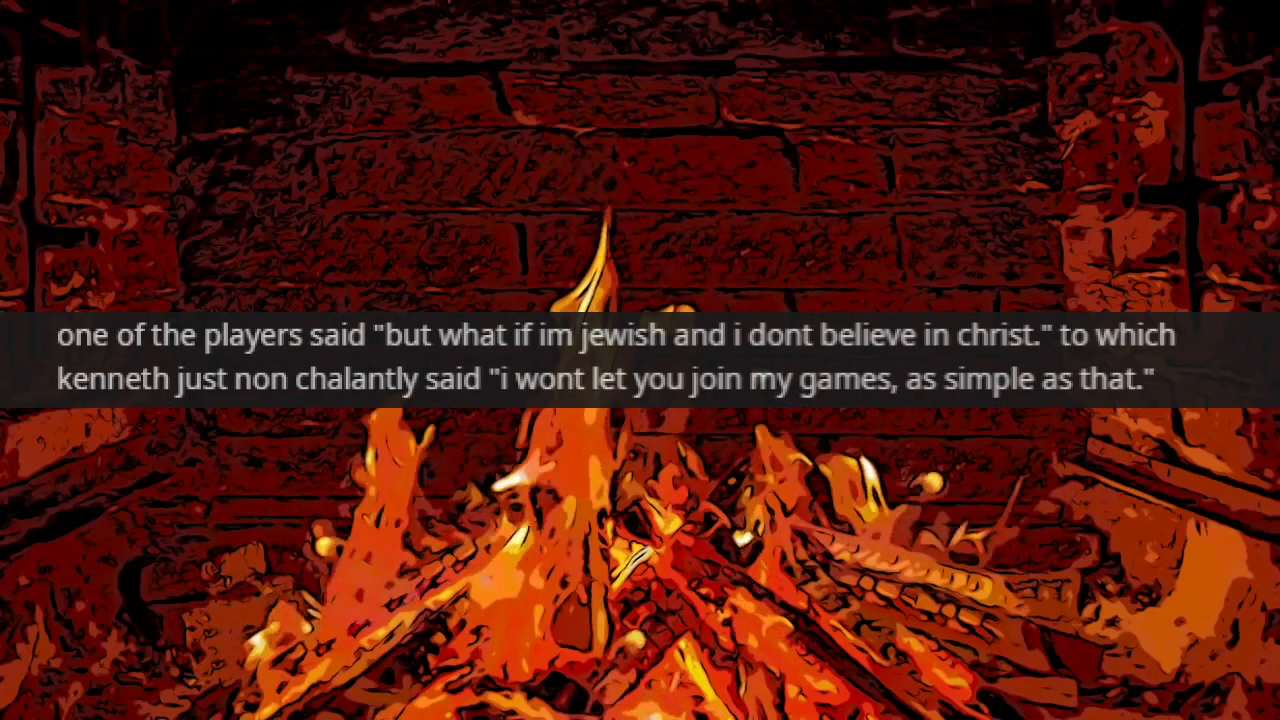 one of the players said "but what if im jewish and i dont believe in christ." to which
kenneth just non chalantly said "i wont let you join my games, as simple as that."